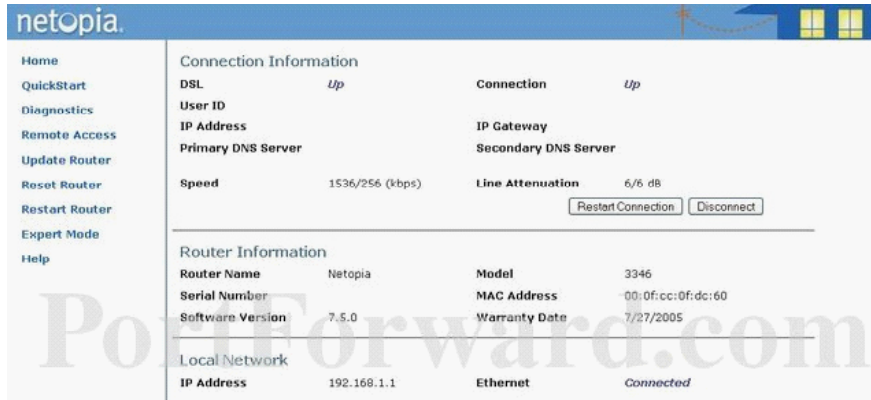 netopia.
Home
QuickStart
Diagnostics
Remote Access
Update Router
Reset Router
Restart Router
Expert Mode
Help
Connection Information
DSL Up Connection Up
User ID
IP Address IP Gateway
Primary DNS Server Secondary DNS Server
Speed 1536/256 (kbps) Line Attenuation 6/6 dB
Restart Connection Disconnect
Router Information
Router Name Netopia Model 3346
Serial Number MAC Address 00:0f:cc:0f:dc:60
Software Version 7.5.0 Warranty Date 7/27/2005
Local Network
IP Address 192.168.1.1 Ethernet Connected
PortForward.com